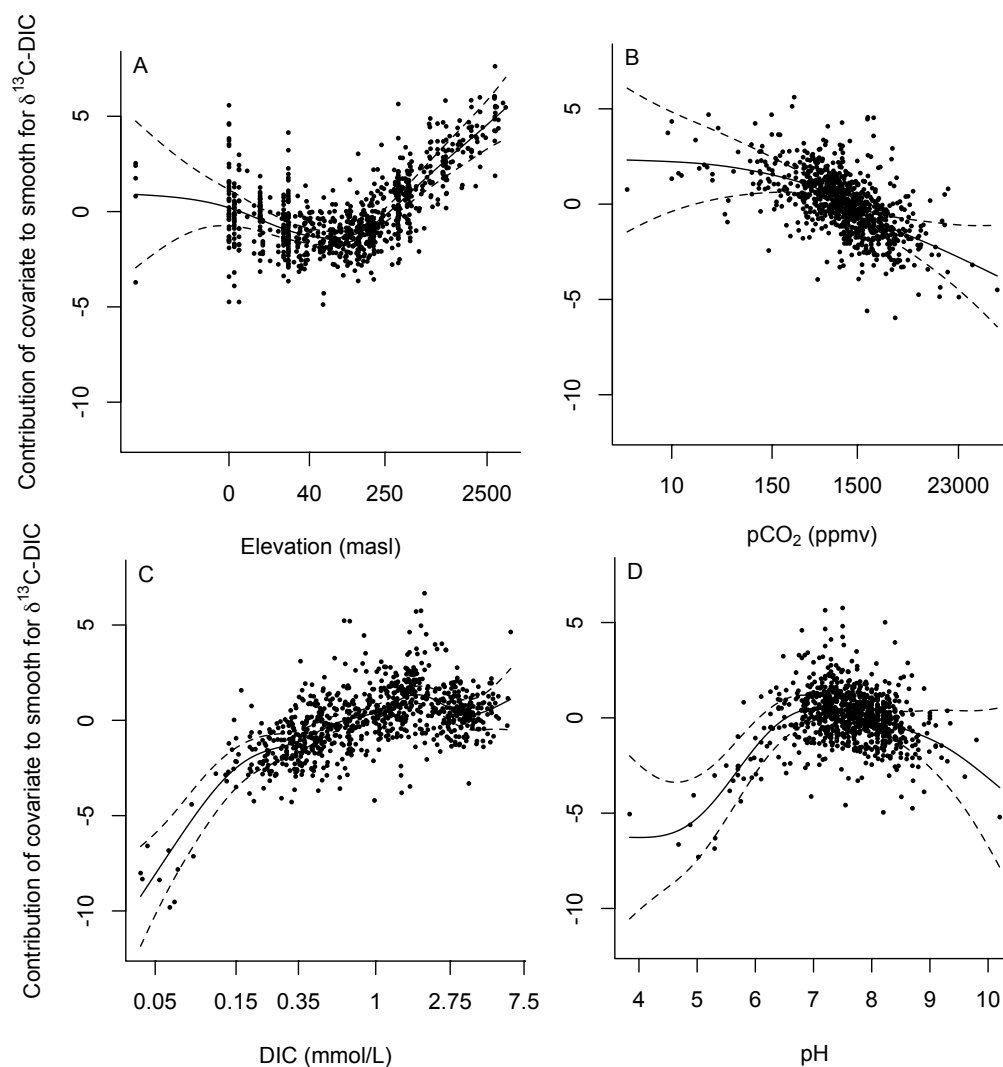 Contribution of covariate to smooth for δ¹³C-DIC
A
5
0
-5
-10
0 40 250 2500
Elevation (masl)
B
5
0
-5
-10
10 150 1500 23000
pCO₂ (ppmv)
Contribution of covariate to smooth for δ¹³C-DIC
C
5
0
-5
-10
0.05 0.15 0.35 1 2.75 7.5
DIC (mmol/L)
D
5
0
-5
-10
4 5 6 7 8 9 10
pH